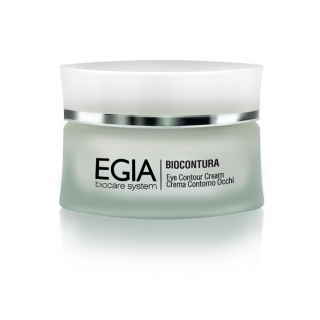 EGIA
biocare system
BIOCONTURA
Eye Contour Cream
Crema Contorno Occhi